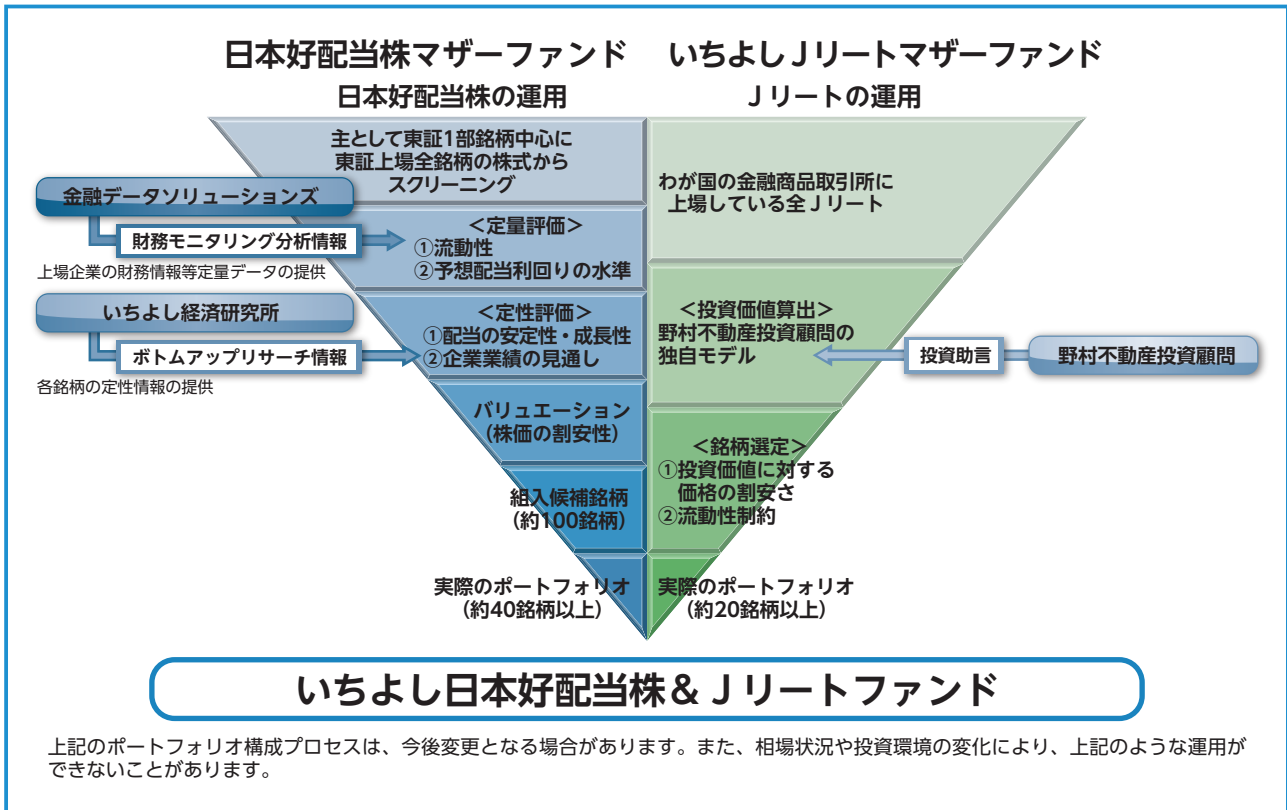 日本好配当株マザーファンド
日本好配当株の運用
主として東証1部銘柄中心に
東証上場全銘柄の株式から
スクリーニング
金融データソリューションズ
財務モニタリング分析情報
上場企業の財務情報等定量データの提供
<定量評価>
①流動性
②予想配当利回りの水準
いちよし経済研究所
ボトムアップリサーチ情報
各銘柄の定性情報の提供
<定性評価>
①配当の安定性・成長性
②企業業績の見通し
バリュエーション
(株価の割安性)
組入候補銘柄
(約100銘柄)
実際のポートフォリオ
(約40銘柄以上)
いちよしJリートマザーファンド
Jリートの運用
わが国の金融商品取引所に
上場している全Jリート
<投資価値算出>
野村不動産投資顧問の
独自モデル
投資助言
野村不動産投資顧問
<銘柄選定>
①投資価値に対する
価格の割安さ
②流動性制約
実際のポートフォリオ
(約20銘柄以上)
いちよし日本好配当株&Jリートファンド
上記のポートフォリオ構成プロセスは、今後変更となる場合があります。また、相場状況や投資環境の変化により、上記のような運用が
できないことがあります。